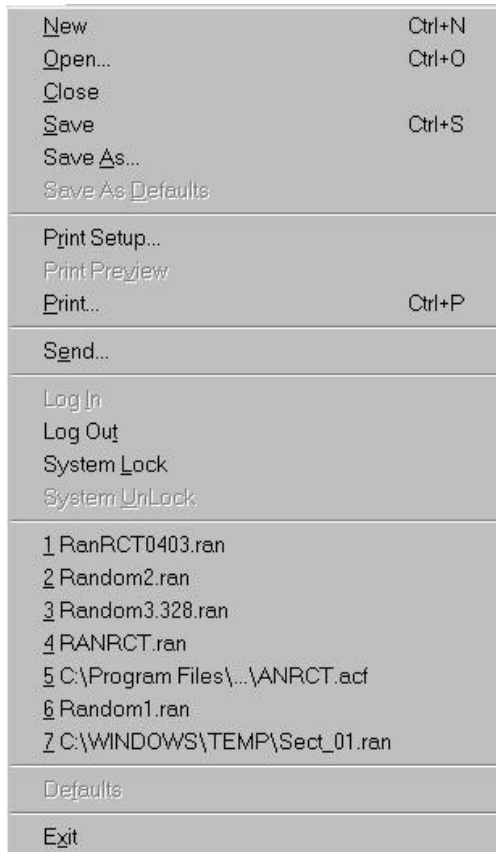 New Ctrl+N
Open... Ctrl+O
Close
Save Ctrl+S
Save As...
Save As Defaults
Print Setup...
Print Preview
Print... Ctrl+P
Send...
Log In
Log Out
System Lock
System UnLock
1 RanRCT0403.ran
2 Random2.ran
3 Random3.328.ran
4 RANRCT.ran
5 C:\Program Files\...\ANRCT.acf
6 Random1.ran
7 C:\WINDOWS\TEMP\Sect_01.ran
Defaults
Exit